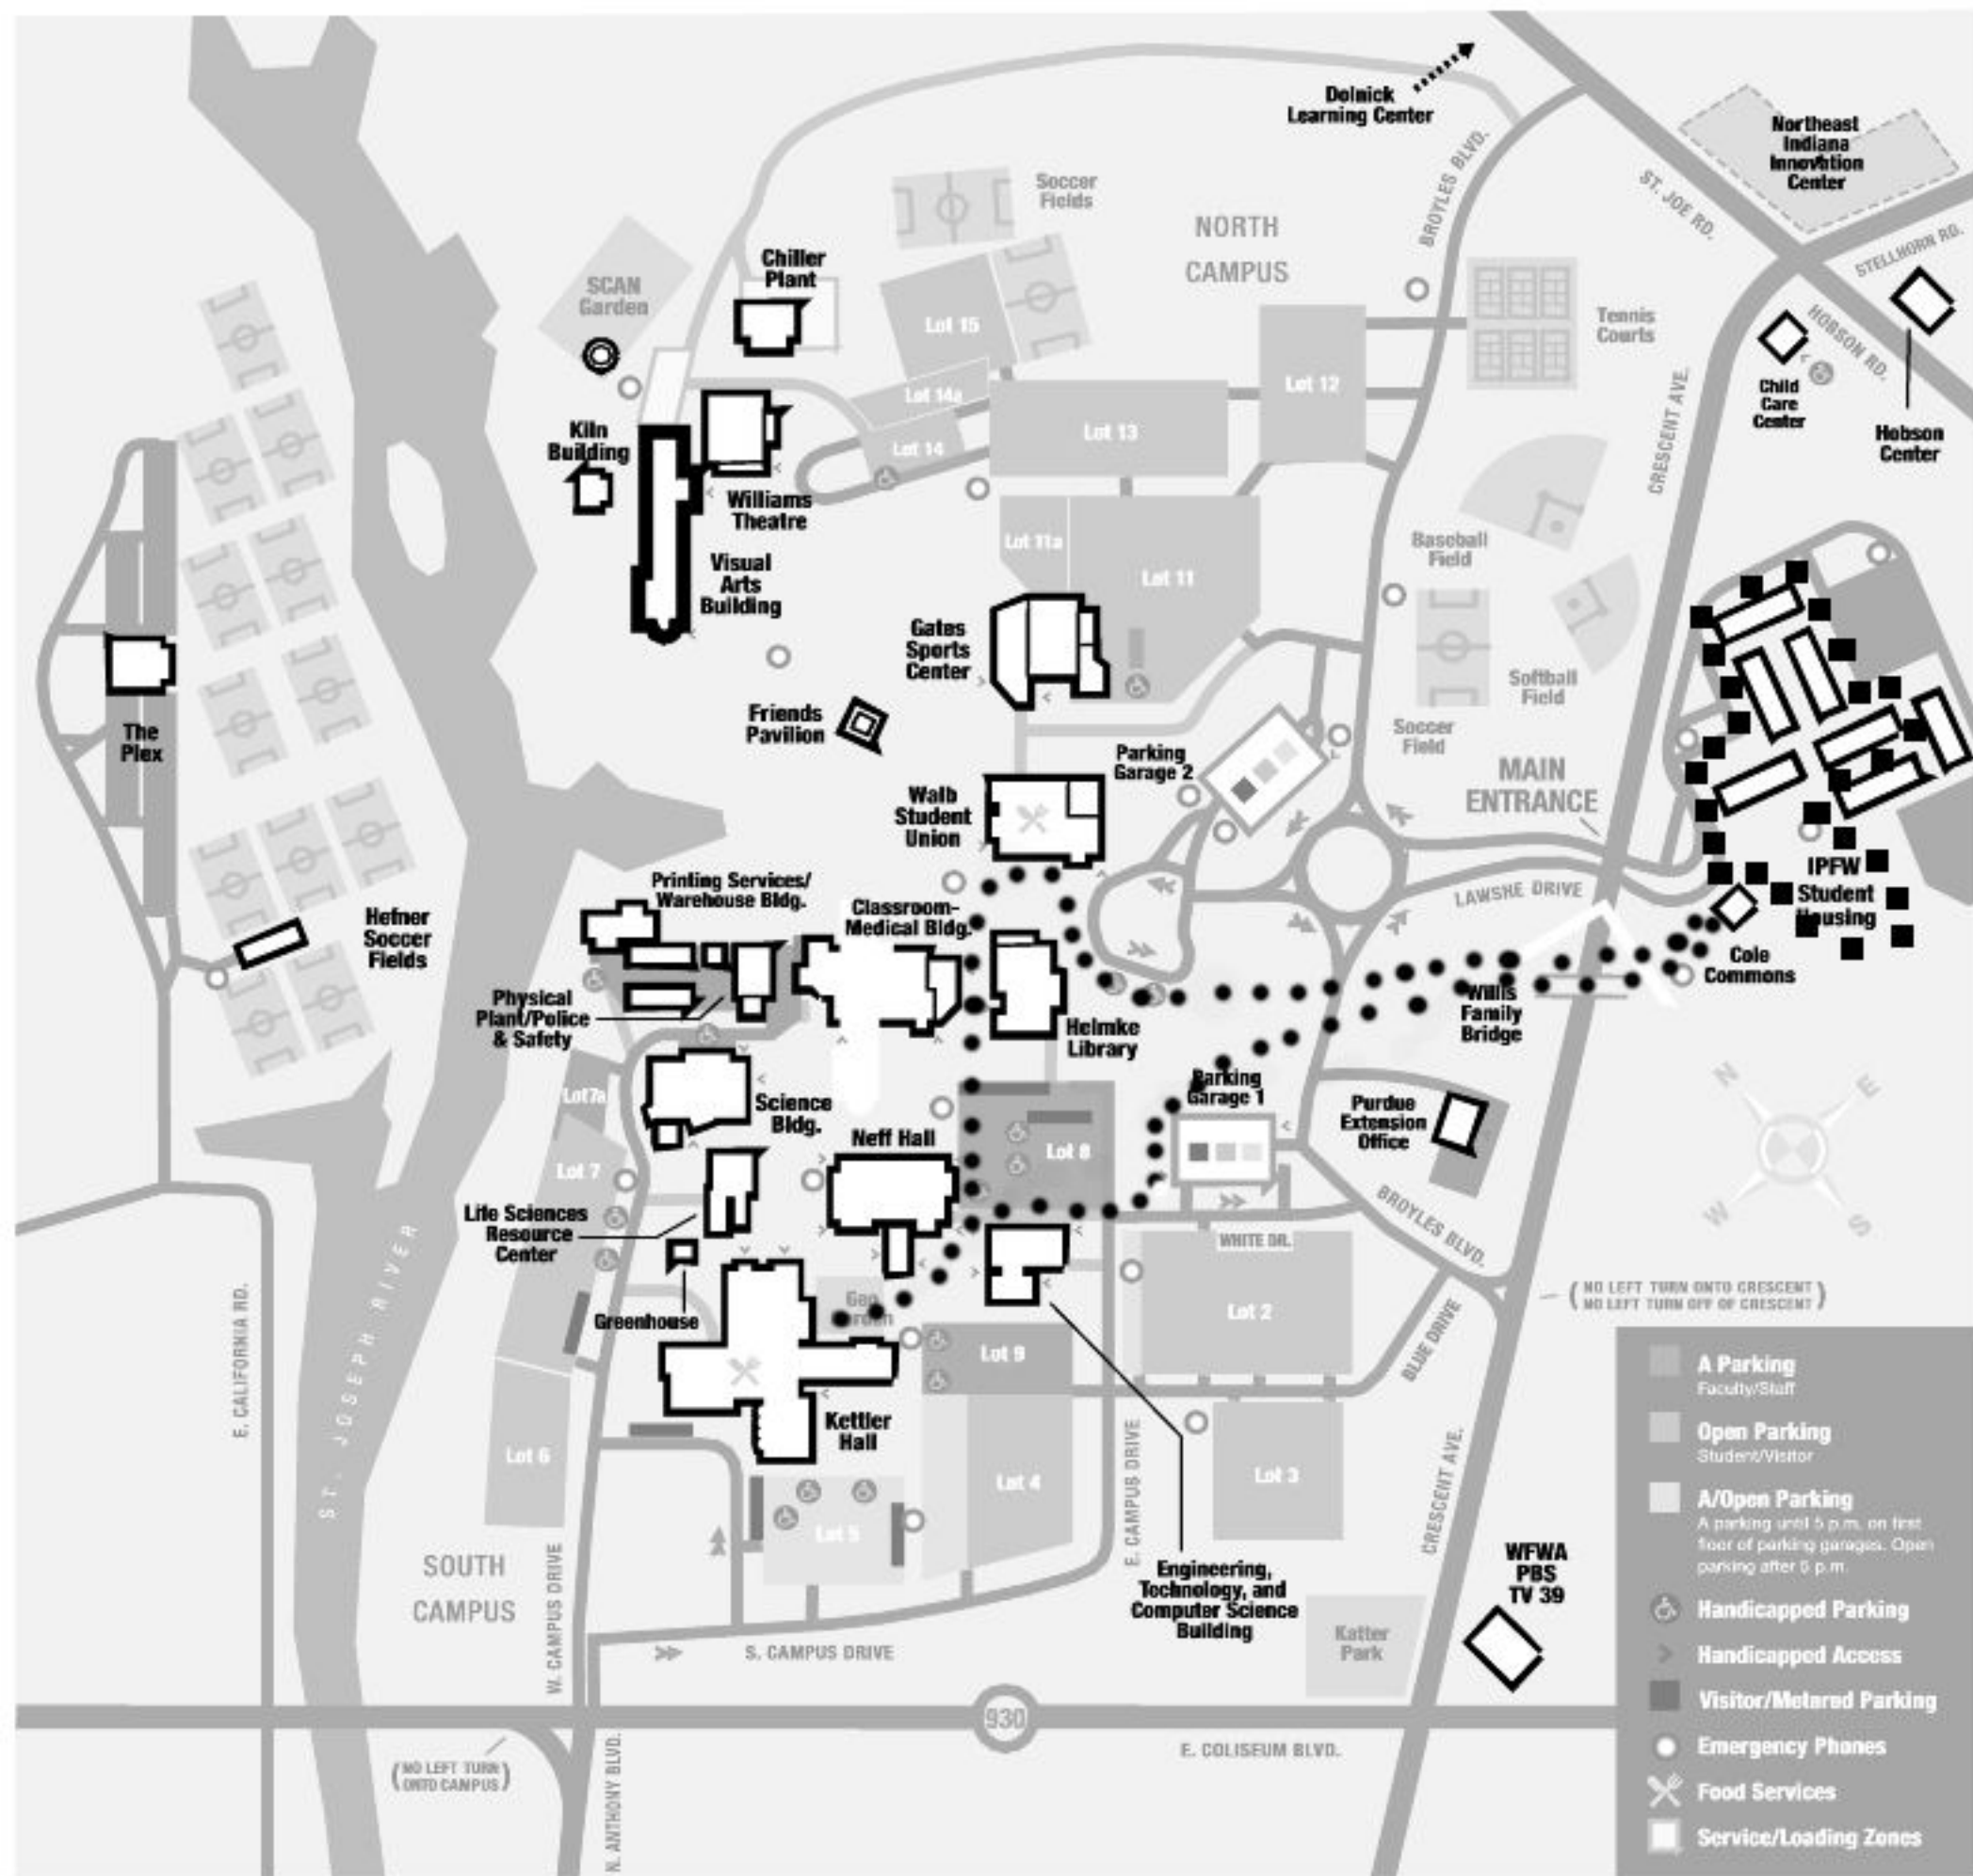 Dolnick
Learning Center
BROYLES BLVD.
Northeast
Indiana
Innovation
Center
ST. JOE RD.
STELLHORN RD.
HOBSON RD.
Soccer
Fields
NORTH
CAMPUS
Chiller
Plant
SCAN
Garden
Lot 15
Tennis
Courts
Lot 14a
Lot 12
Child
Care
Center
Hobson
Center
CRESCENT AVE.
Kiln
Building
Lot 14
Lot 13
Williams
Theatre
Lot 11a
Lot 11
Baseball
Field
Visual
Arts
Building
Gates
Sports
Center
Softball
Field
The
Plex
Friends
Pavilion
Soccer
Field
Parking
Garage 2
MAIN
ENTRANCE
Walb
Student
Union
IPFW
Student
Housing
LAWSHE DRIVE
Printing Services/
Warehouse Bldg.
Classroom-
Medical Bldg.
Hefner
Soccer
Fields
Cole
Commons
Physical
Plant/Police
& Safety
Helmke
Library
Willis
Family
Bridge
N
E
W
S
Lot7a
Science
Bldg.
Parking
Garage 1
Purdue
Extension
Office
Neff Hall
Lot 8
Lot 7
Life Sciences
Resource
Center
WHITE DR.
BROYLES BLVD.
(NO LEFT TURN ONTO CRESCENT
NO LEFT TURN OFF OF CRESCENT)
Greenhouse
Lot 2
BLUE DRIVE
Lot 9
E. CALIFORNIA RD.
ST. JOSEPH RIVER
Kettler
Hall
Lot 6
Lot 4
Lot 3
Lot 5
E. CAMPUS DRIVE
CRESCENT AVE.
SOUTH
CAMPUS
W. CAMPUS DRIVE
Engineering,
Technology, and
Computer Science
Building
WFWA
PBS
TV 39
Katter
Park
S. CAMPUS DRIVE
930
E. COLISEUM BLVD.
(NO LEFT TURN
ONTO CAMPUS)
N. ANTHONY BLVD.
A Parking
Faculty/Staff
Open Parking
Student/Visitor
A/Open Parking
A parking until 5 p.m. on first
floor of parking garages. Open
parking after 5 p.m.
Handicapped Parking
Handicapped Access
Visitor/Metered Parking
Emergency Phones
Food Services
Service/Loading Zones